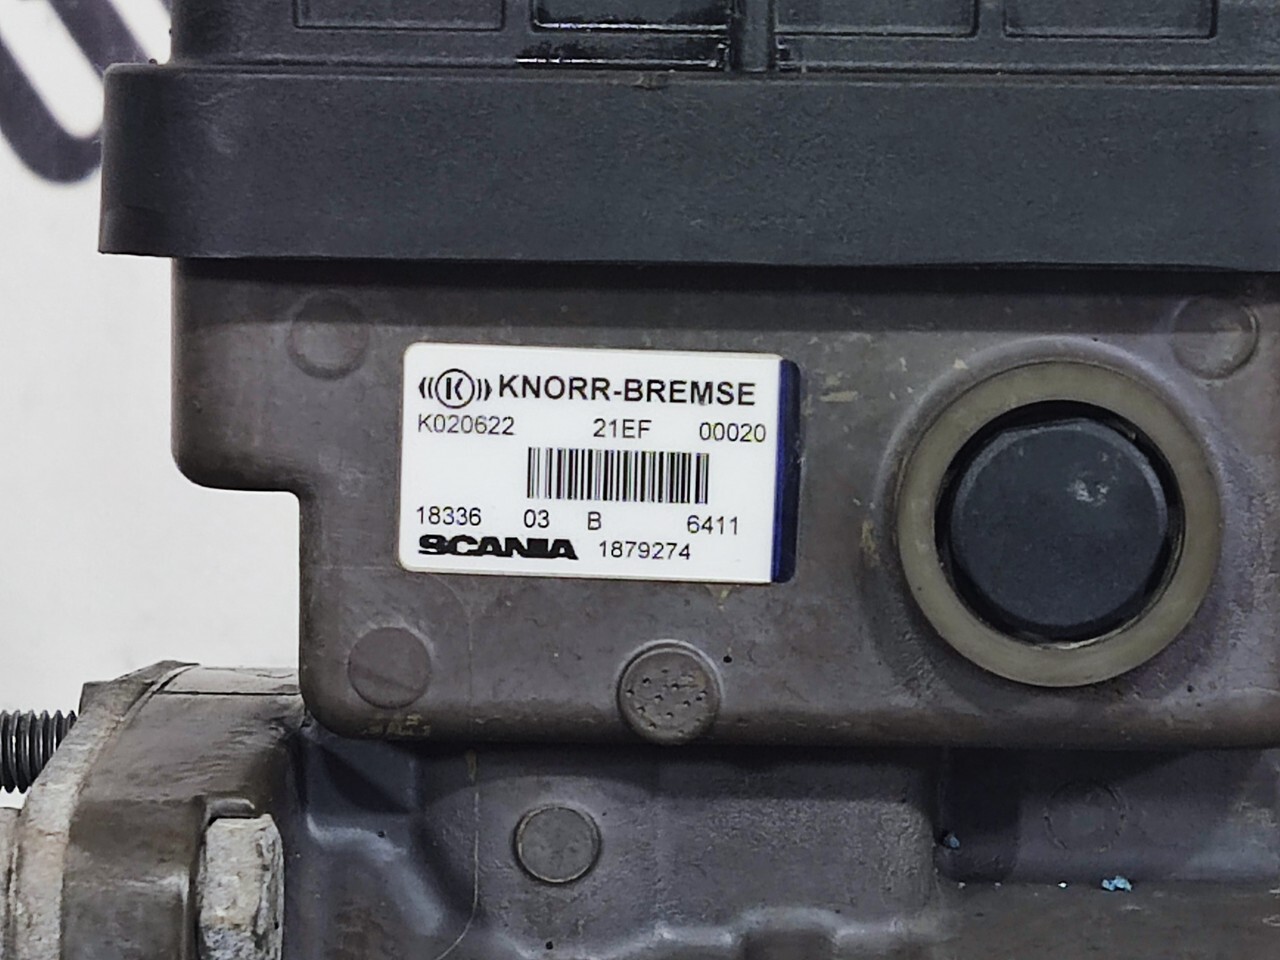 KNORR-BREMSE
K020622 21EF 00020
18336 03 B 6411
SCANIA 1879274